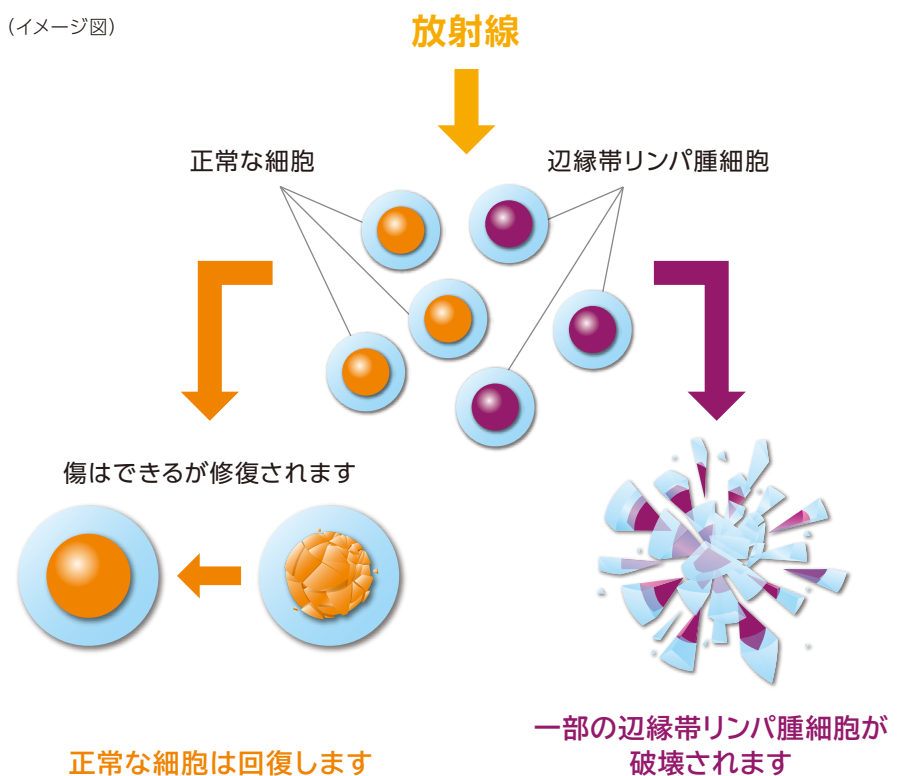 （イメージ図）
放射線
正常な細胞
辺縁帯リンパ腫細胞
傷はできるが修復されます
正常な細胞は回復します
一部の辺縁帯リンパ腫細胞が
破壊されます